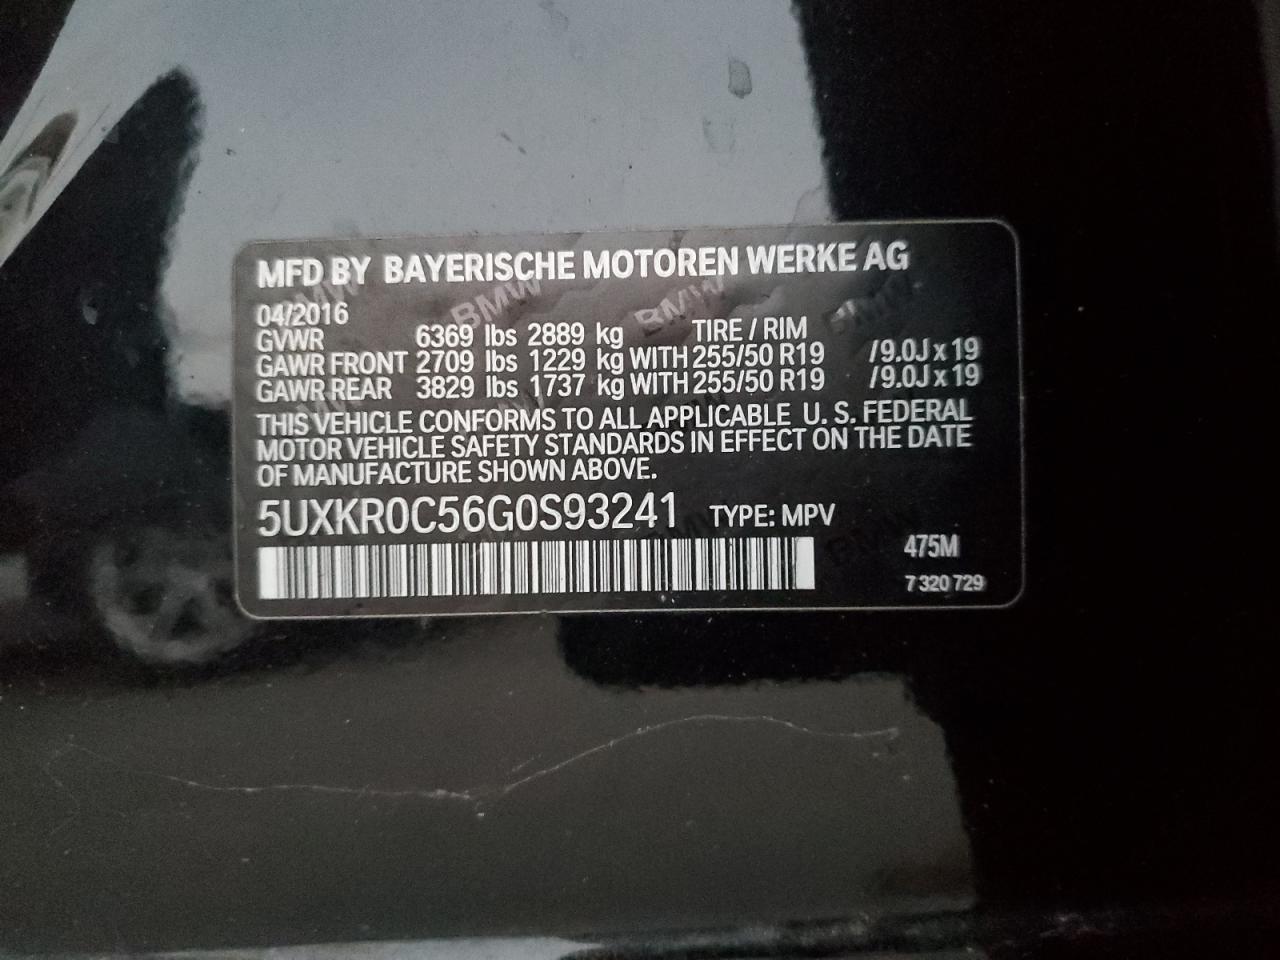 MFD BY BAYERISCHE MOTOREN WERKE AG
04/2016
GVWR 6369 lbs 2889 kg TIRE / RIM
GAWR FRONT 2709 lbs 1229 kg WITH 255/50 R19 /9.0J x 19
GAWR REAR 3829 lbs 1737 kg WITH 255/50 R19 /9.0J x 19
THIS VEHICLE CONFORMS TO ALL APPLICABLE U. S. FEDERAL
MOTOR VEHICLE SAFETY STANDARDS IN EFFECT ON THE DATE
OF MANUFACTURE SHOWN ABOVE.
5UXKR0C56G0S93241 TYPE: MPV
475M
7 320 729